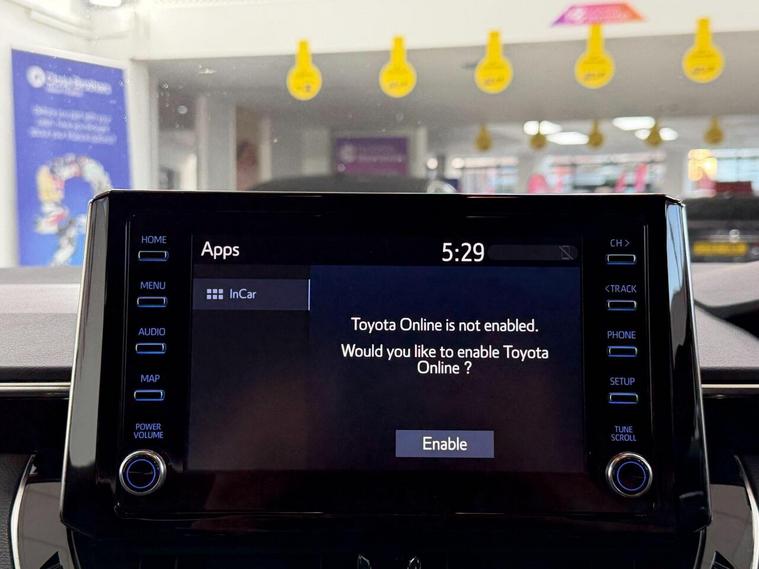 HOME
MENU
AUDIO
MAP
POWER
VOLUME
Apps
5:29
InCar
Toyota Online is not enabled.
Would you like to enable Toyota
Online ?
Enable
CH >
<TRACK
PHONE
SETUP
TUNE
SCROLL